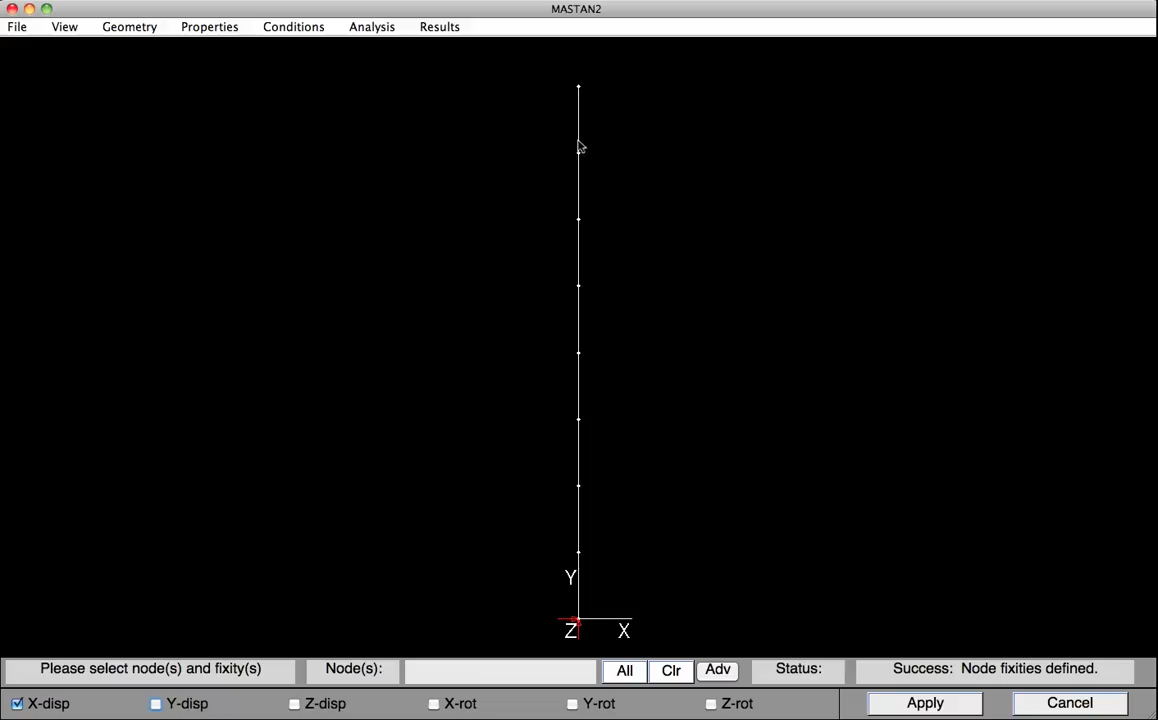 MASTAN2
File View Geometry Properties Conditions Analysis Results
Y
Z X
Please select node(s) and fixity(s) Node(s): All Clr Adv Status: Success: Node fixities defined.
X-disp Y-disp Z-disp X-rot Y-rot Z-rot Apply Cancel